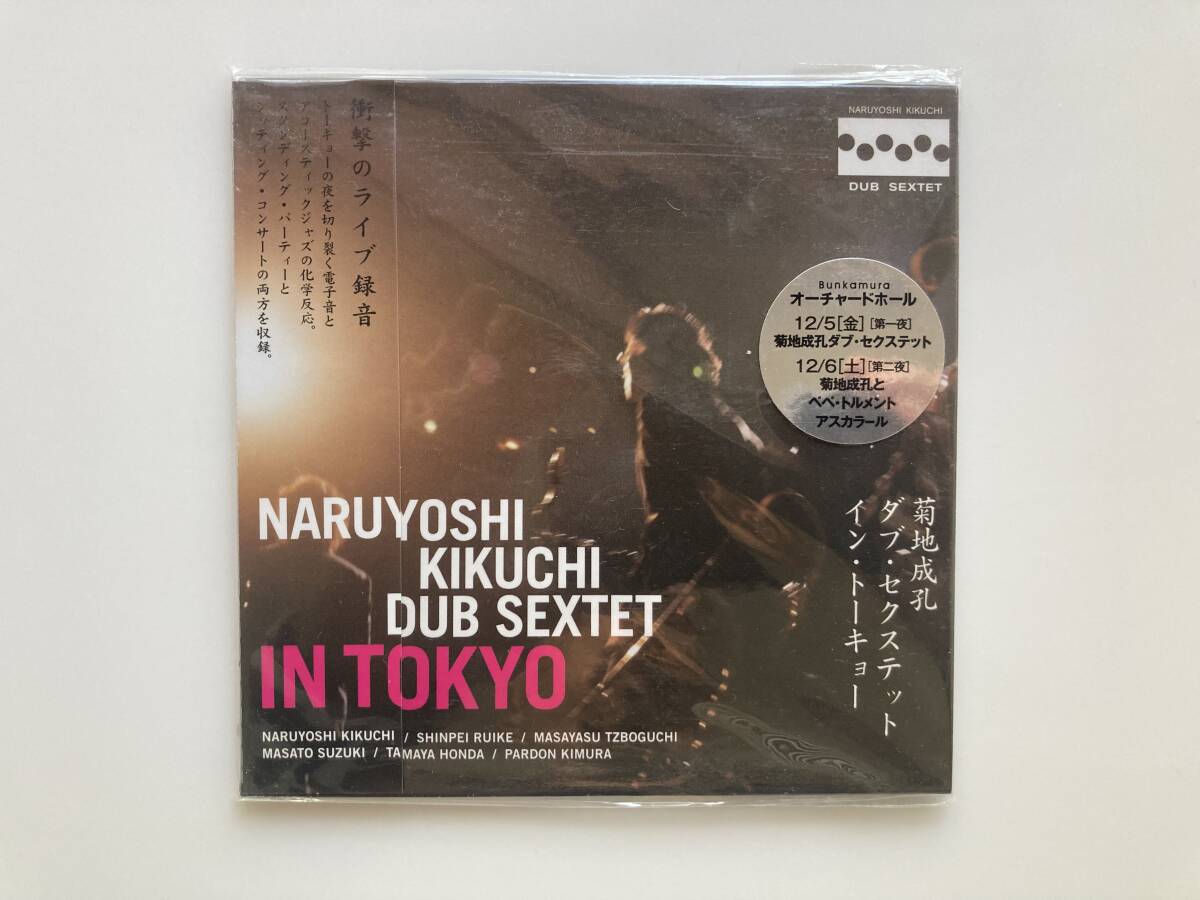 衝撃のライブ録音
トーキョーの夜を切り裂く電子音と
アコースティックジャズの化学反応。
スタンディング・パーティーと
シッティング・コンサートの両方を収録。
NARUYOSHI KIKUCHI
DUB SEXTET
Bunkamura
オーチャードホール
12/5[金] [第一夜]
菊地成孔ダブ・セクステット
12/6[土] [第二夜]
菊地成孔と
ペペ・トルメント
アスカラール
菊地成孔
ダブ・セクステット
イン・トーキョー
NARUYOSHI
KIKUCHI
DUB SEXTET
IN TOKYO
NARUYOSHI KIKUCHI / SHINPEI RUIKE / MASAYASU TZBOGUCHI
MASATO SUZUKI / TAMAYA HONDA / PARDON KIMURA